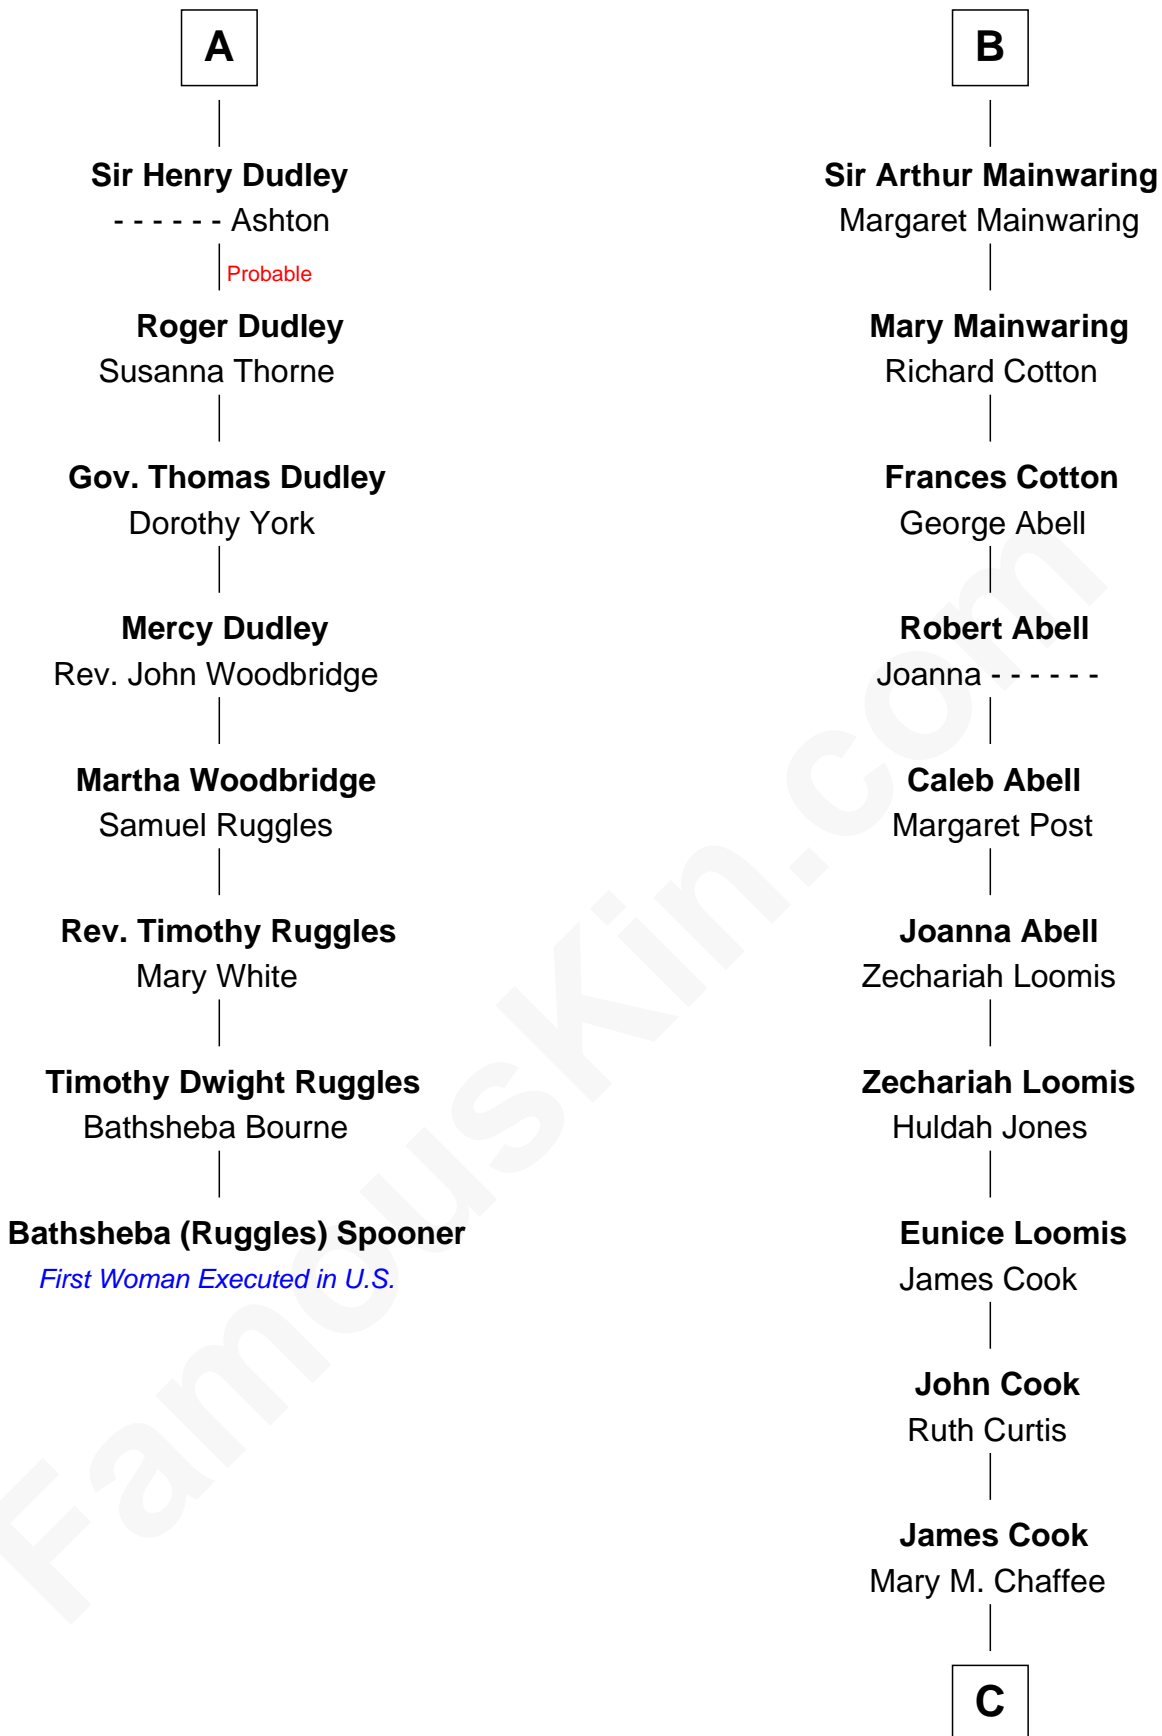 A
Sir Henry Dudley
- - - - - - Ashton
Probable
Roger Dudley
Susanna Thorne
Gov. Thomas Dudley
Dorothy York
Mercy Dudley
Rev. John Woodbridge
Martha Woodbridge
Samuel Ruggles
Rev. Timothy Ruggles
Mary White
Timothy Dwight Ruggles
Bathsheba Bourne
Bathsheba (Ruggles) Spooner
First Woman Executed in U.S.
B
Sir Arthur Mainwaring
Margaret Mainwaring
Mary Mainwaring
Richard Cotton
Frances Cotton
George Abell
Robert Abell
Joanna - - - - - -
Caleb Abell
Margaret Post
Joanna Abell
Zechariah Loomis
Zechariah Loomis
Huldah Jones
Eunice Loomis
James Cook
John Cook
Ruth Curtis
James Cook
Mary M. Chaffee
C
FamousKin.com